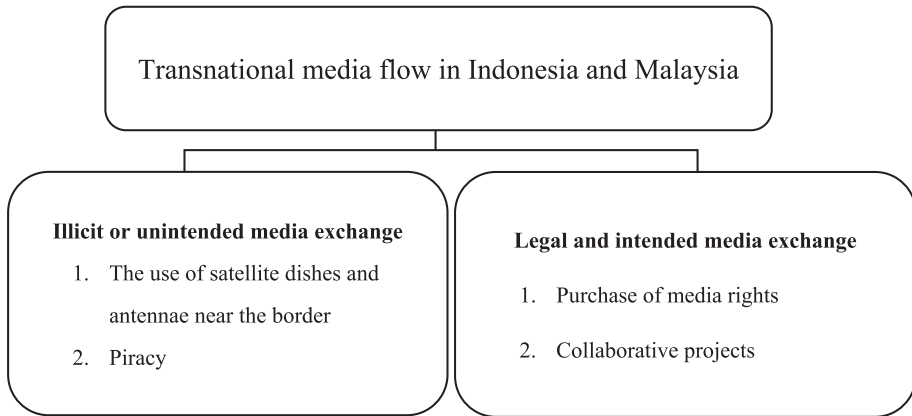 Transnational media flow in Indonesia and Malaysia
Illicit or unintended media exchange
1. The use of satellite dishes and
antennae near the border
2. Piracy
Legal and intended media exchange
1. Purchase of media rights
2. Collaborative projects